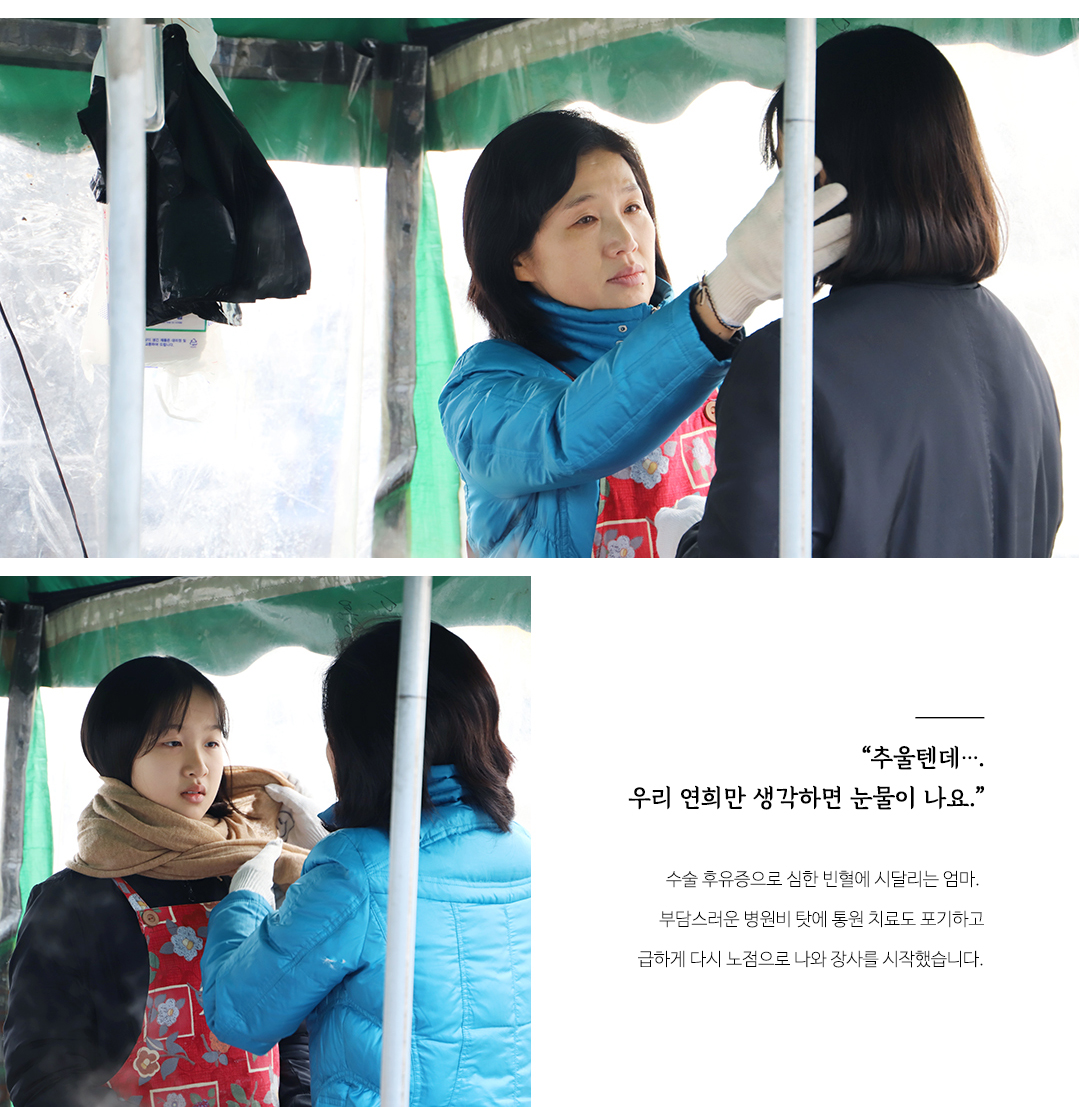 “추울텐데….
우리 연희만 생각하면 눈물이 나요.”
수술 후유증으로 심한 빈혈에 시달리는 엄마.
부담스러운 병원비 탓에 통원 치료도 포기하고
급하게 다시 노점으로 나와 장사를 시작했습니다.